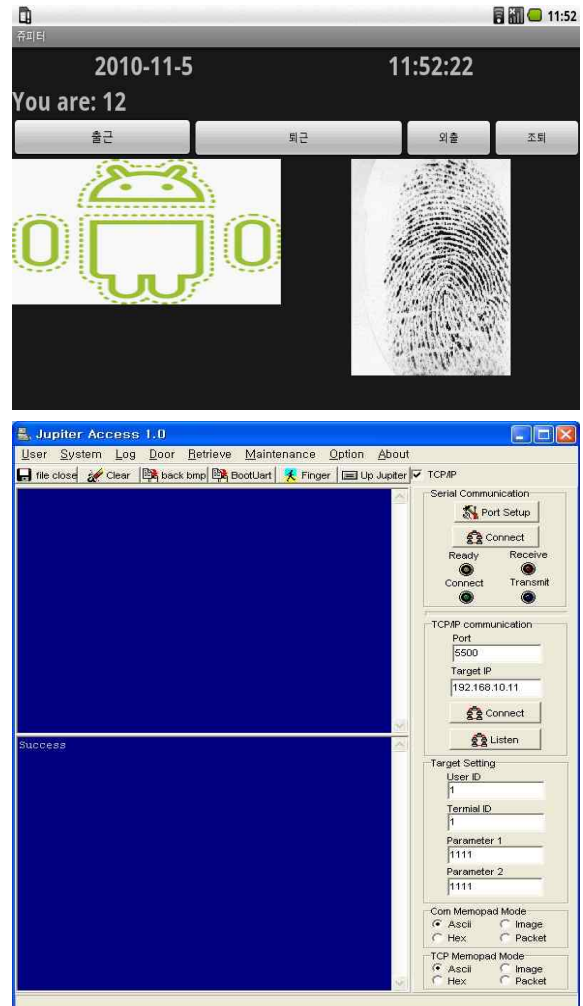 11:52
쥬피터
2010-11-5 11:52:22
You are: 12
출근 퇴근 외출 조퇴
Jupiter Access 1.0
User System Log Door Retrieve Maintenance Option About
file close Clear back bmp BootUart Finger Up Jupiter TCP/IP
Serial Communication
Port Setup
Connect
Ready Receive
Connect Transmit
TCP/IP communication
Port
5500
Target IP
192.168.10.11
Connect
Listen
Success
Target Setting
User ID
1
Termial ID
1
Parameter 1
1111
Parameter 2
1111
Com Memopad Mode
Ascii Image
Hex Packet
TCP Memopad Mode
Ascii Image
Hex Packet